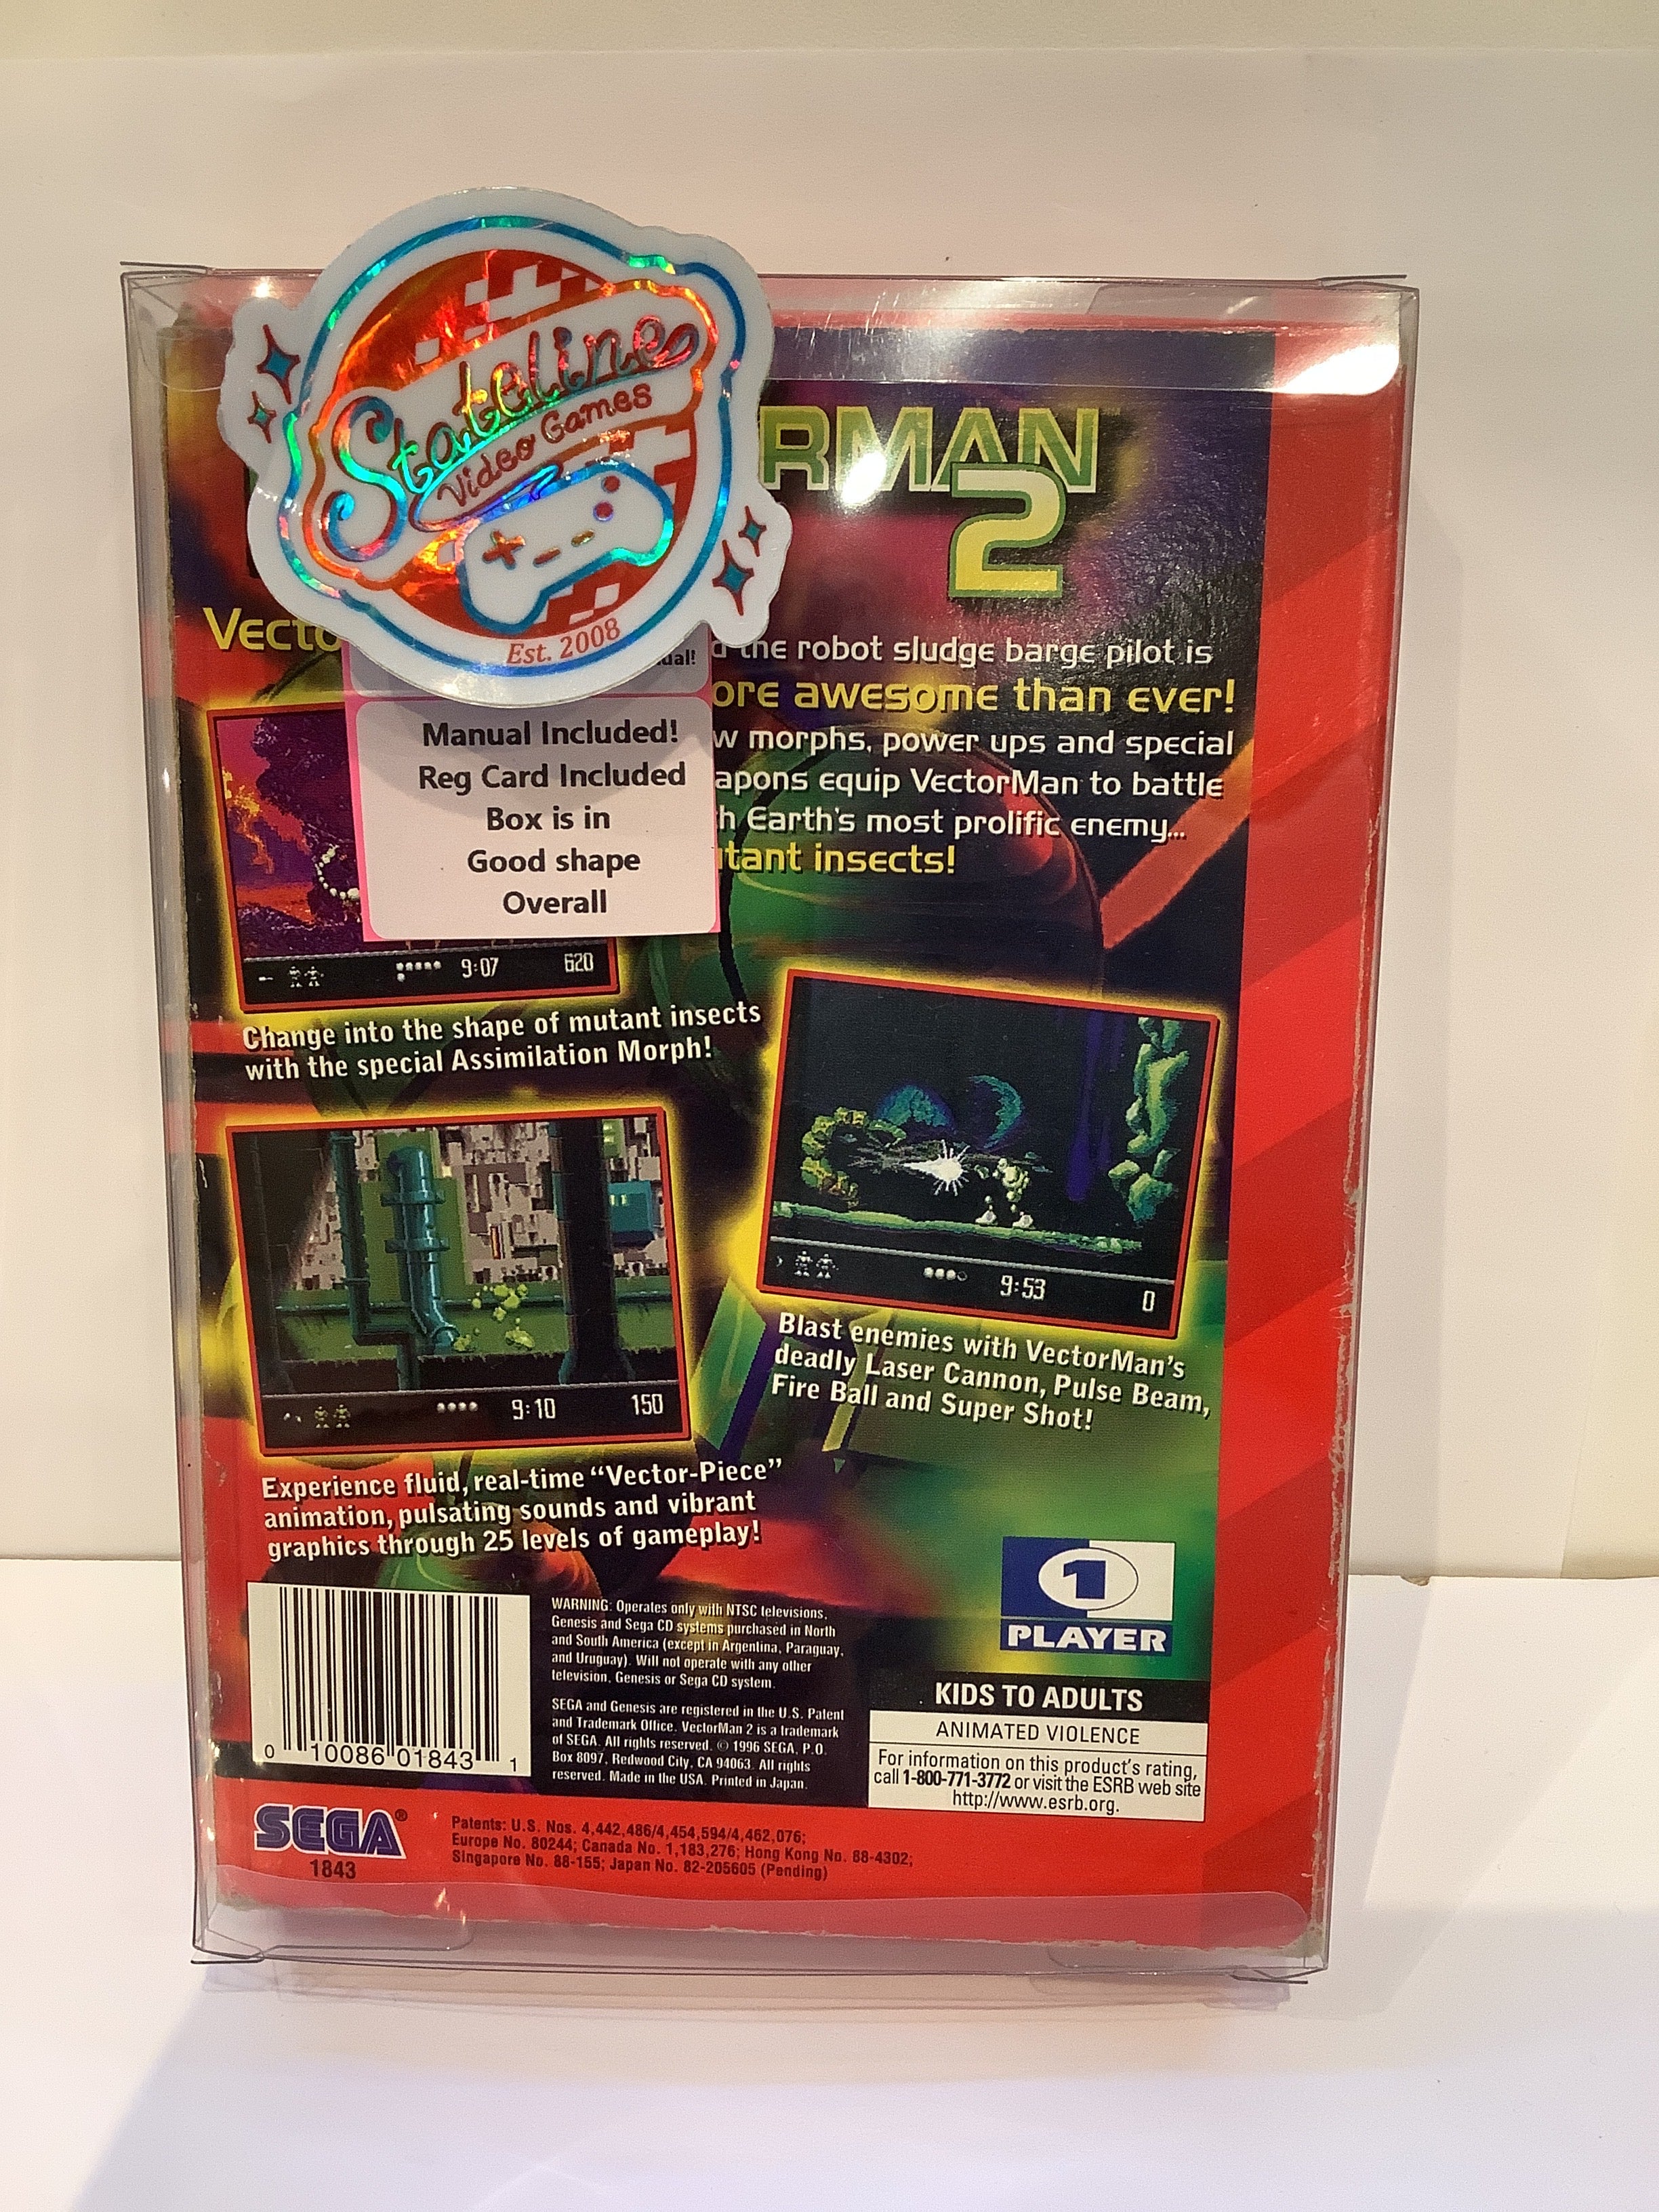 Stateline
Video Games
Est. 2008
RMAN
2
the robot sludge barge pilot is
awesome than ever!
morphs, power ups and special
equip VectorMan to battle
Earth's most prolific enemy...
insects!
Manual Included!
Reg Card Included
Box is in
Good shape
Overall
9:07 620
Change into the shape of mutant insects
with the special Assimilation Morph!
9:53 0
Blast enemies with VectorMan's
deadly Laser Cannon, Pulse Beam,
Fire Ball and Super Shot!
9:10 150
Experience fluid, real-time “Vector-Piece”
animation, pulsating sounds and vibrant
graphics through 25 levels of gameplay!
0 10086 01843 1
WARNING: Operates only with NTSC televisions,
Genesis and Sega CD systems purchased in North
and South America (except in Argentina, Paraguay,
and Uruguay). Will not operate with any other
television, Genesis or Sega CD system.
SEGA and Genesis are registered in the U.S. Patent
and Trademark Office. VectorMan 2 is a trademark
of SEGA. All rights reserved. © 1996 SEGA, P.O.
Box 8097, Redwood City, CA 94063. All rights
reserved. Made in the USA. Printed in Japan.
1
PLAYER
KIDS TO ADULTS
ANIMATED VIOLENCE
For information on this product's rating,
call 1-800-771-3772 or visit the ESRB web site
http://www.esrb.org.
SEGA®
1843
Patents: U.S. Nos. 4,442,486/4,454,594/4,462,076;
Europe No. 80244; Canada No. 1,183,276; Hong Kong No. 88-4302;
Singapore No. 88-155; Japan No. 82-205605 (Pending)